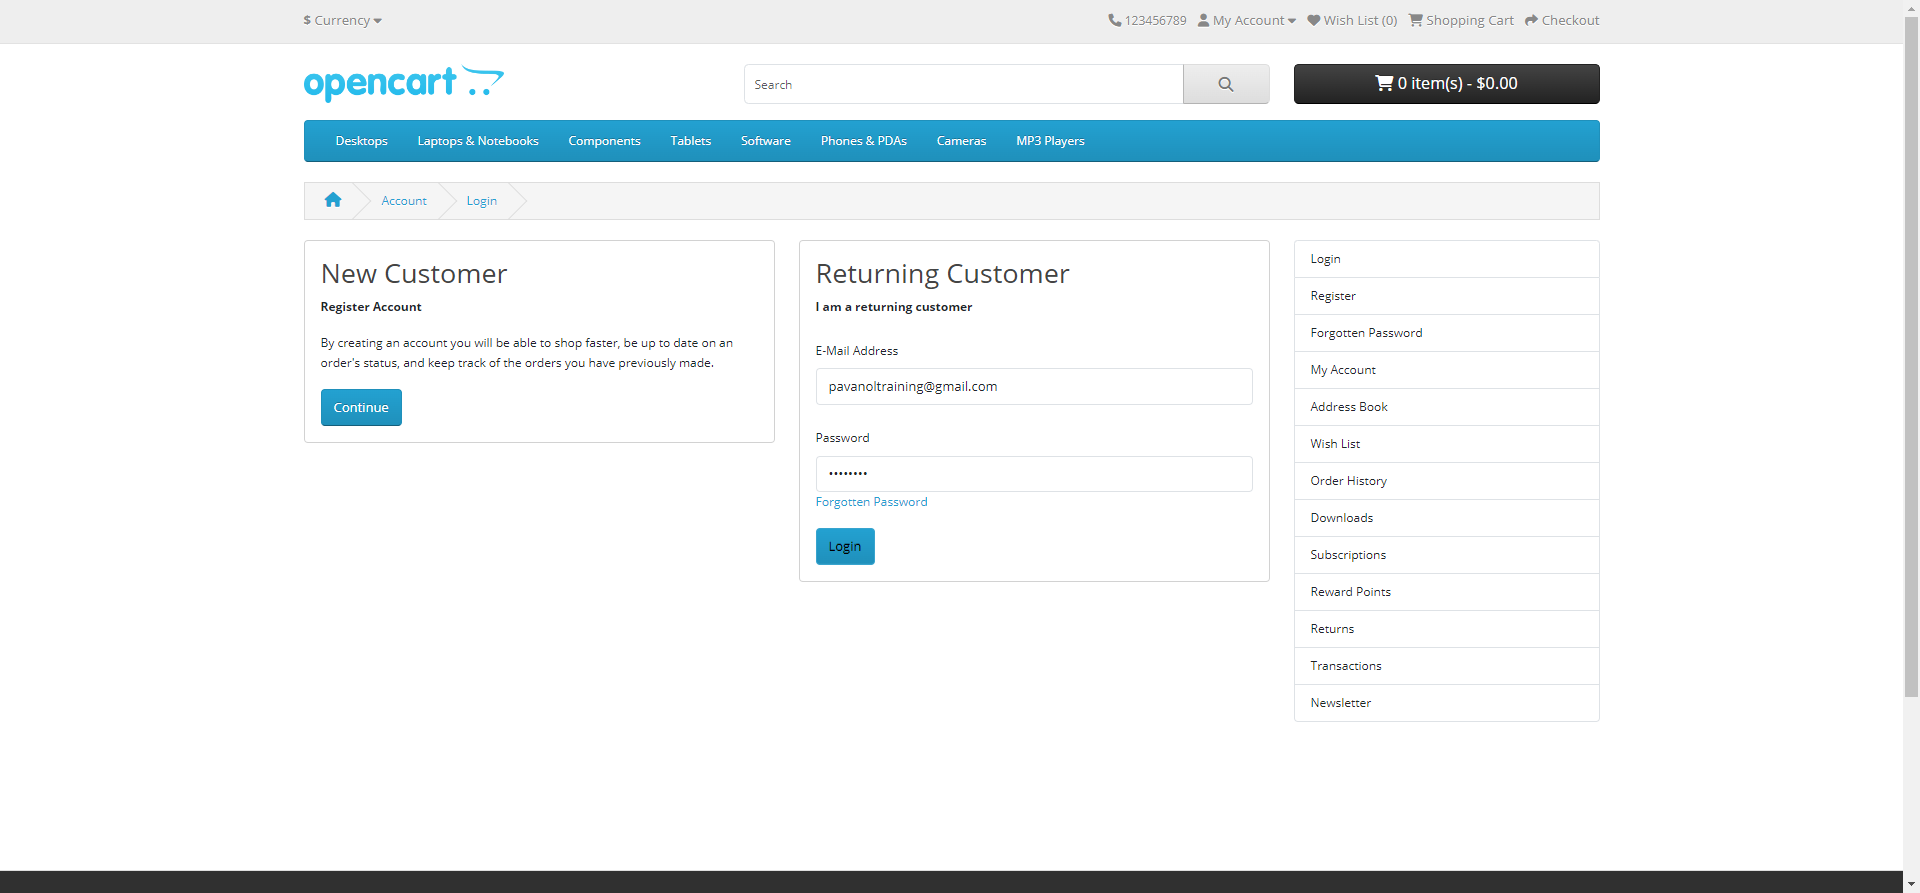 $ Currency
123456789 My Account Wish List (0) Shopping Cart Checkout
opencart
Search
0 item(s) - $0.00
Desktops Laptops & Notebooks Components Tablets Software Phones & PDAs Cameras MP3 Players
Account Login
New Customer
Register Account
By creating an account you will be able to shop faster, be up to date on an
order's status, and keep track of the orders you have previously made.
Continue
Returning Customer
I am a returning customer
E-Mail Address
pavanoltraining@gmail.com
Password
••••••••
Forgotten Password
Login
Login
Register
Forgotten Password
My Account
Address Book
Wish List
Order History
Downloads
Subscriptions
Reward Points
Returns
Transactions
Newsletter